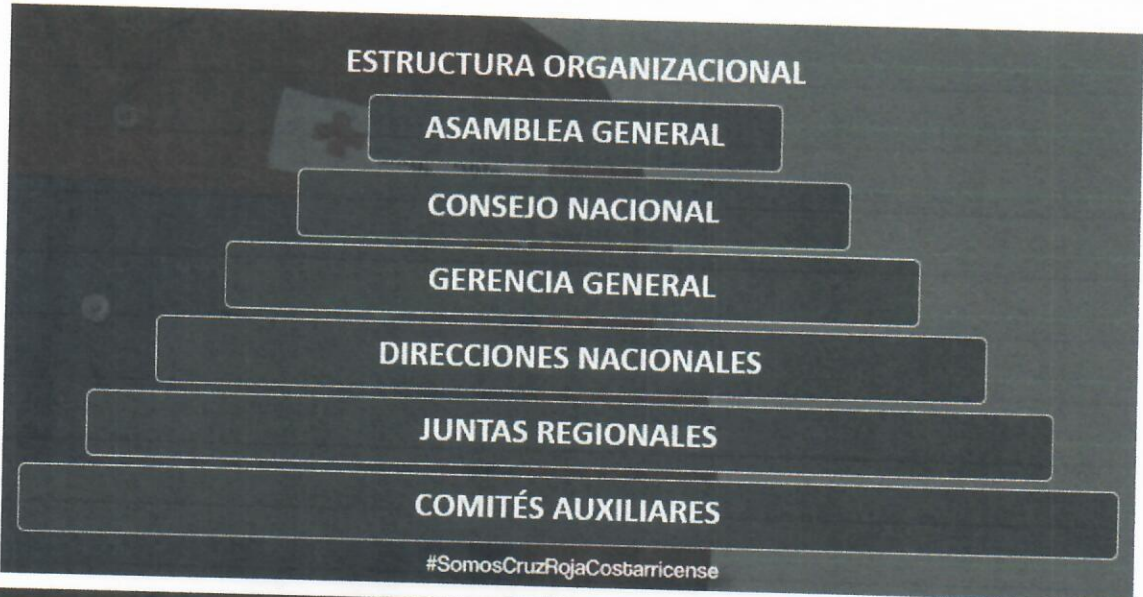 ESTRUCTURA ORGANIZACIONAL
ASAMBLEA GENERAL
CONSEJO NACIONAL
GERENCIA GENERAL
DIRECCIONES NACIONALES
JUNTAS REGIONALES
COMITÉS AUXILIARES
#SomosCruzRojaCostarricense